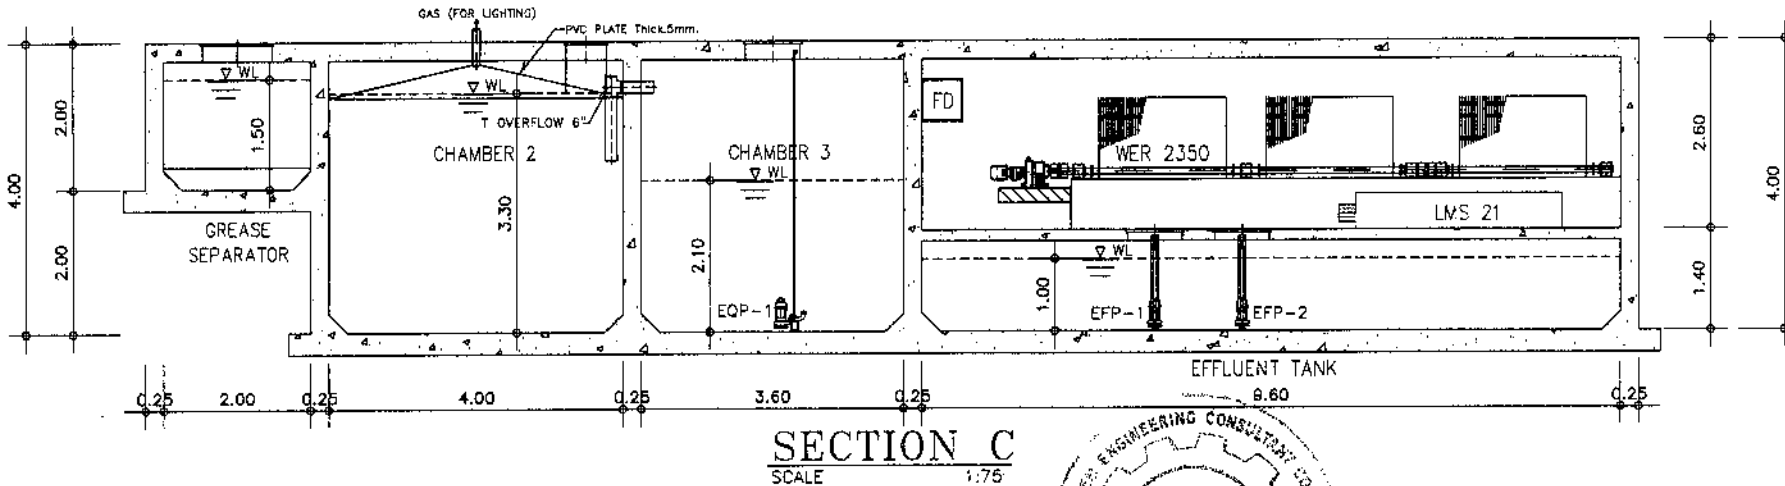 GAS (FOR LIGHTING)
PVC PLATE Thick.5mm.
WL
WL
T OVERFLOW 6"
CHAMBER 2
CHAMBER 3
WL
FD
WER 2350
LMS 21
GREASE
SEPARATOR
WL
EQP-1
EFP-1
EFP-2
EFFLUENT TANK
4.00
2.00
2.00
1.50
3.30
2.10
1.00
2.60
1.40
4.00
0.25
2.00
0.25
4.00
0.25
3.60
0.25
9.60
0.25
SECTION C
SCALE 1:75
ENGINEERING CONSULTANT CO